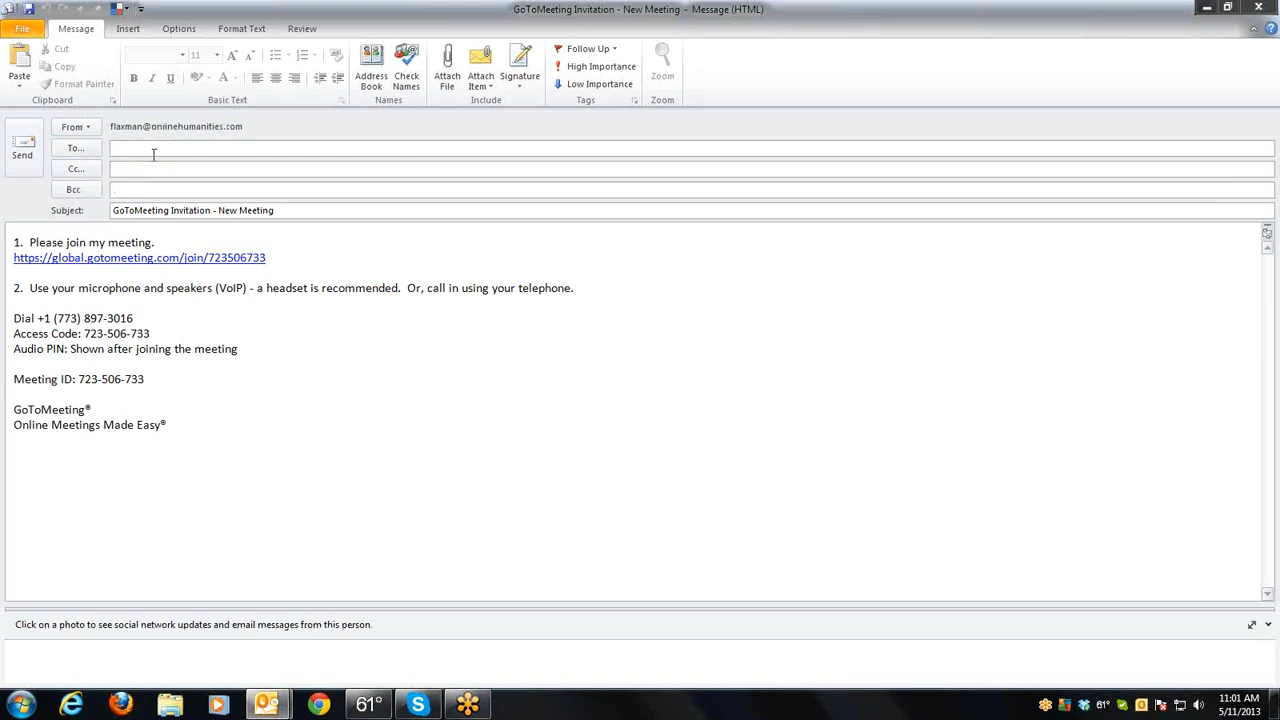 GoToMeeting Invitation - New Meeting - Message (HTML)
File Message Insert Options Format Text Review
Paste
Cut
Copy
Format Painter
Clipboard
11
B I U
Basic Text
Address Book
Check Names
Names
Attach File
Attach Item
Signature
Include
Follow Up
High Importance
Low Importance
Tags
Zoom
Zoom
Send
From flaxman@onlinehumanities.com
To...
Cc...
Bcc
Subject: GoToMeeting Invitation - New Meeting
1. Please join my meeting.
https://global.gotomeeting.com/join/723506733
2. Use your microphone and speakers (VoIP) - a headset is recommended. Or, call in using your telephone.
Dial +1 (773) 897-3016
Access Code: 723-506-733
Audio PIN: Shown after joining the meeting
Meeting ID: 723-506-733
GoToMeeting®
Online Meetings Made Easy®
Click on a photo to see social network updates and email messages from this person.
61°
61°
11:01 AM
5/11/2013